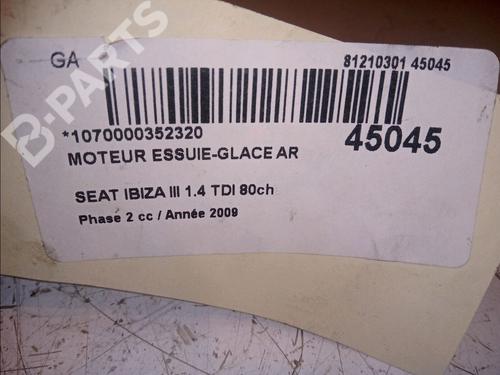 GA
81210301 45045
*1070000352320
45045
MOTEUR ESSUIE-GLACE AR
SEAT IBIZA III 1.4 TDI 80ch
Phase 2 cc / Année 2009
B-PARTS